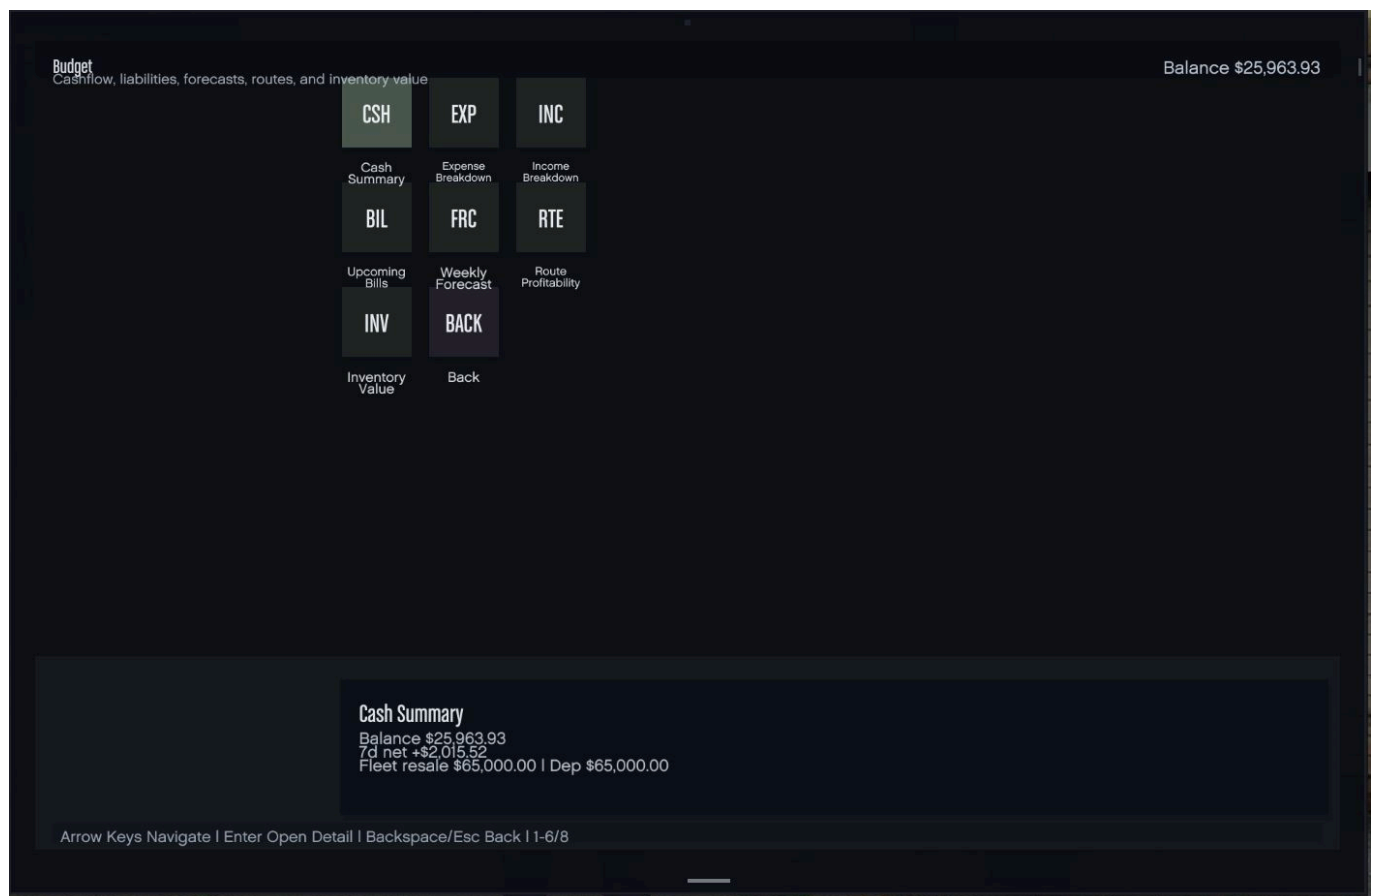 Budget
Cashflow, liabilities, forecasts, routes, and inventory value
Balance $25,963.93
CSH
EXP
INC
Cash
Summary
Expense
Breakdown
Income
Breakdown
BIL
FRC
RTE
Upcoming
Bills
Weekly
Forecast
Route
Profitability
INV
BACK
Inventory
Value
Back
Cash Summary
Balance $25,963.93
7d net +$2,015.52
Fleet resale $65,000.00 | Dep $65,000.00
Arrow Keys Navigate | Enter Open Detail | Backspace/Esc Back | 1-6/8